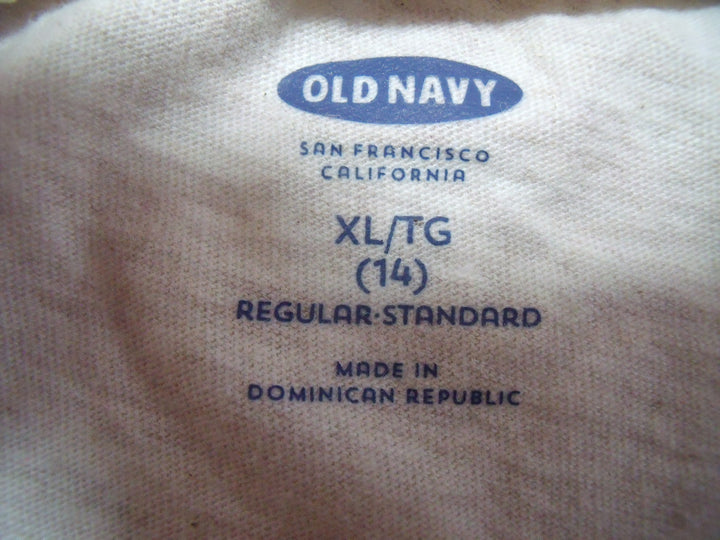 OLD NAVY
SAN FRANCISCO
CALIFORNIA
XL/TG
(14)
REGULAR·STANDARD
MADE IN
DOMINICAN REPUBLIC